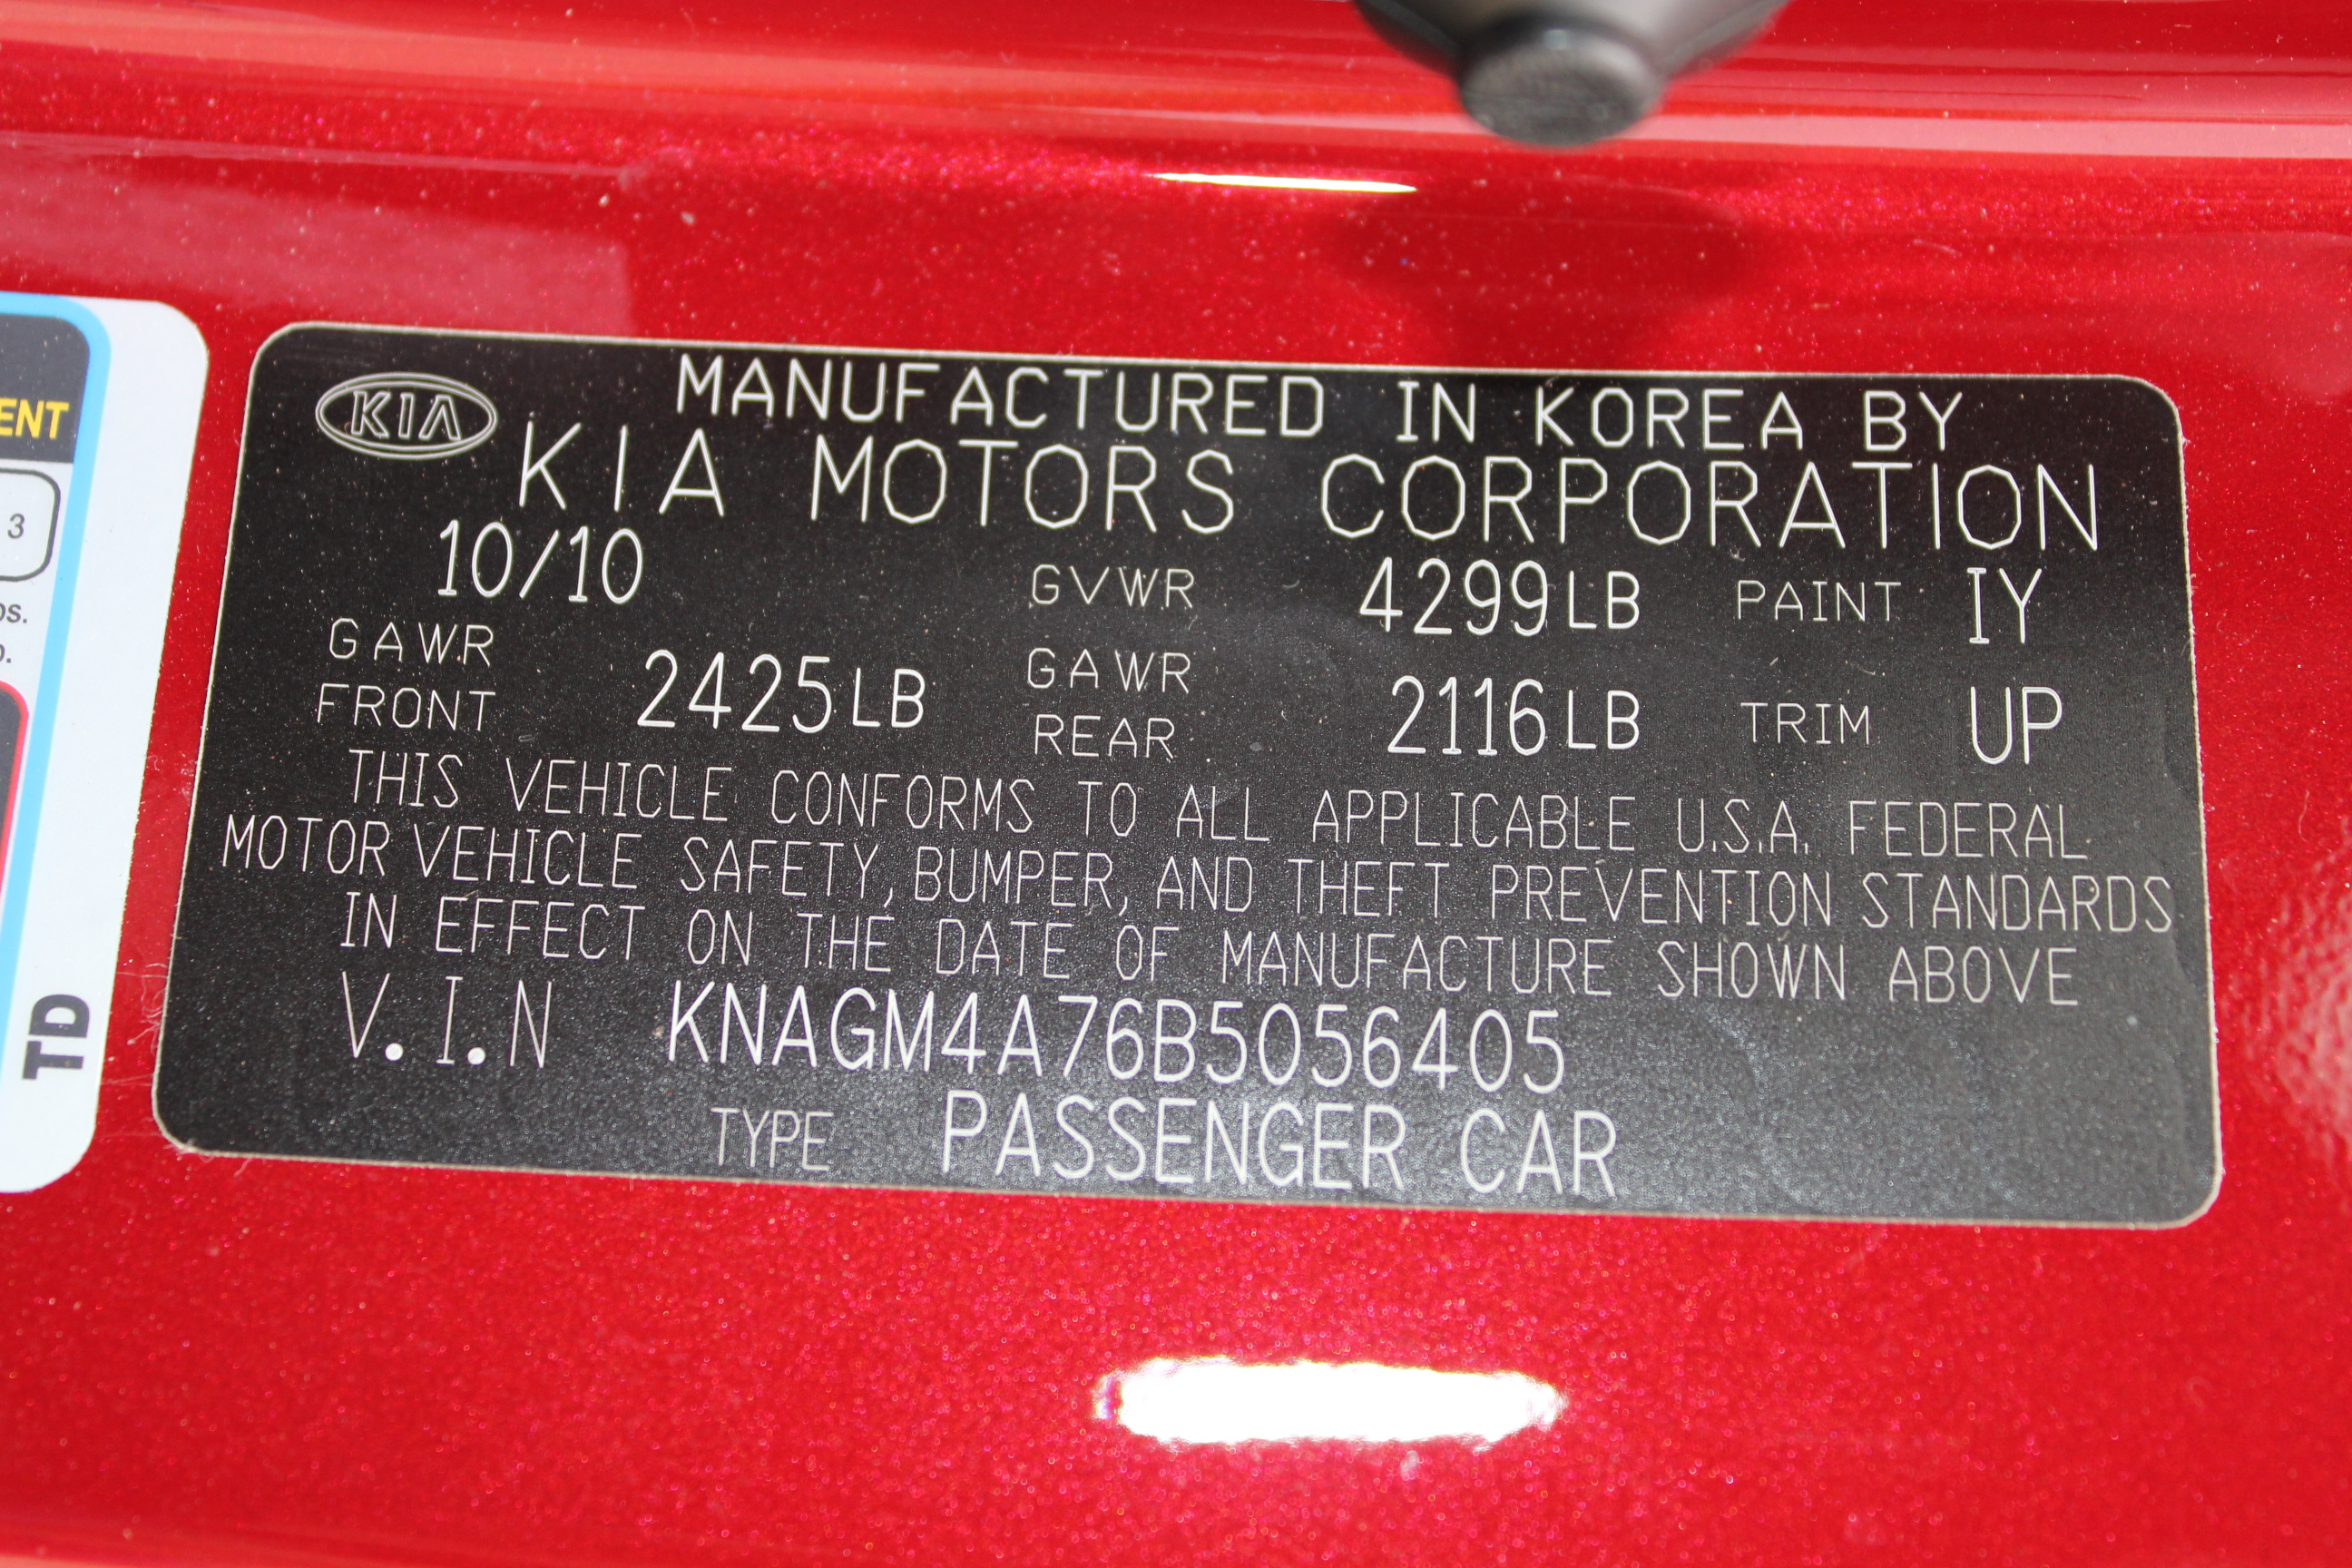 KIA
MANUFACTURED IN KOREA BY
KIA MOTORS CORPORATION
10/10 GVWR 4299LB PAINT IY
GAWR FRONT 2425LB GAWR REAR 2116LB TRIM UP
THIS VEHICLE CONFORMS TO ALL APPLICABLE U.S.A. FEDERAL
MOTOR VEHICLE SAFETY, BUMPER, AND THEFT PREVENTION STANDARDS
IN EFFECT ON THE DATE OF MANUFACTURE SHOWN ABOVE
V.I.N KNAGM4A76B5056405
TYPE PASSENGER CAR
ENT
3
TD